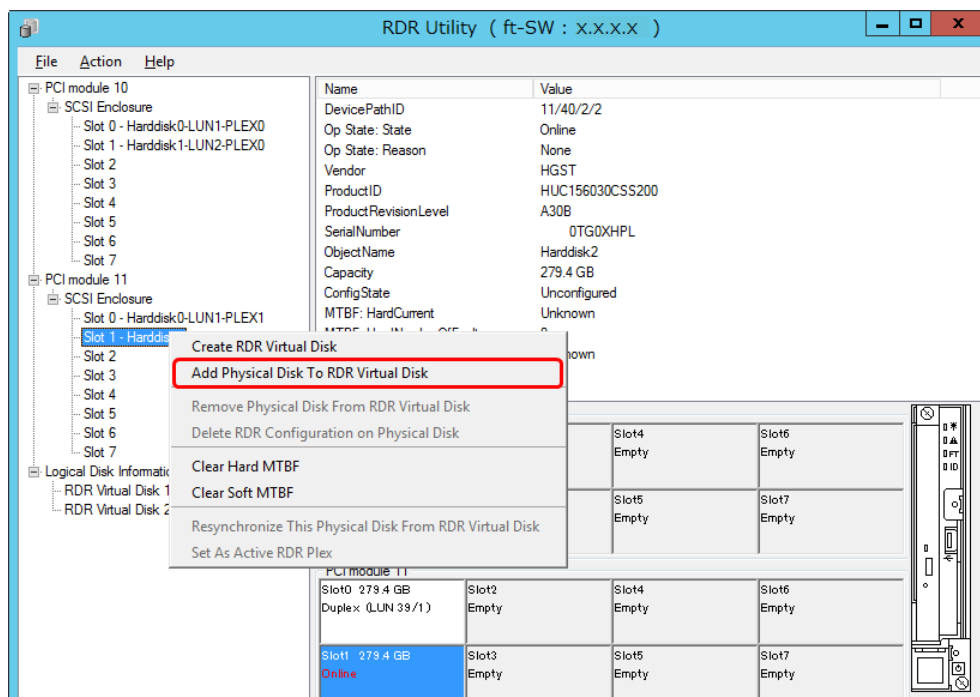 RDR Utility ( ft-SW : x.x.x.x )
File Action Help
PCI module 10
SCSI Enclosure
Slot 0 - Harddisk0-LUN1-PLEX0
Slot 1 - Harddisk1-LUN2-PLEX0
Slot 2
Slot 3
Slot 4
Slot 5
Slot 6
Slot 7
PCI module 11
SCSI Enclosure
Slot 0 - Harddisk0-LUN1-PLEX1
Slot 1 - Harddis
Slot 2
Slot 3
Slot 4
Slot 5
Slot 6
Slot 7
Logical Disk Informatic
RDR Virtual Disk 1
RDR Virtual Disk 2
Name Value
DevicePathID 11/40/2/2
Op State: State Online
Op State: Reason None
Vendor HGST
ProductID HUC156030CSS200
ProductRevisionLevel A30B
SerialNumber 0TG0XHPL
ObjectName Harddisk2
Capacity 279.4 GB
ConfigState Unconfigured
MTBF: HardCurrent Unknown
Create RDR Virtual Disk
Add Physical Disk To RDR Virtual Disk
Remove Physical Disk From RDR Virtual Disk
Delete RDR Configuration on Physical Disk
Clear Hard MTBF
Clear Soft MTBF
Resynchronize This Physical Disk From RDR Virtual Disk
Set As Active RDR Plex
nown
Slot4 Slot6
Empty Empty
Slot5 Slot7
Empty Empty
PCI module 11
Slot0 279.4 GB Slot2 Slot4 Slot6
Duplex (LUN 39/1) Empty Empty Empty
Slot1 279.4 GB Slot3 Slot5 Slot7
Online Empty Empty Empty
FT
ID